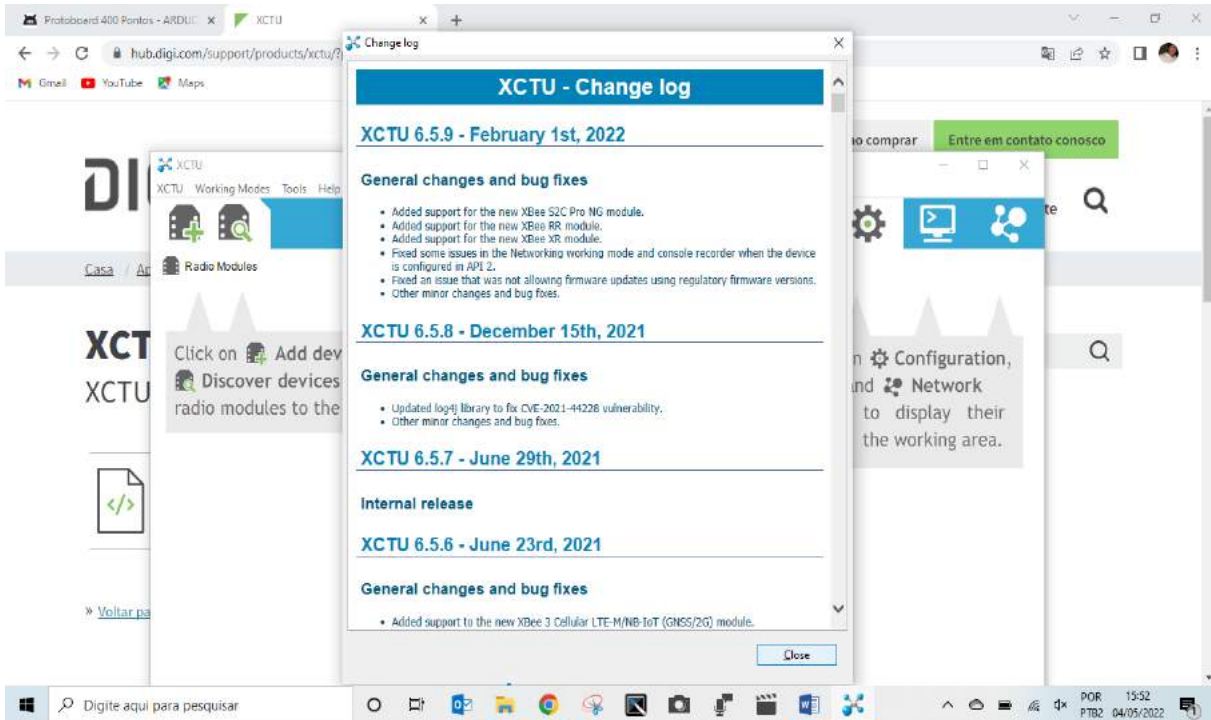 Protoboard 400 Pontos - ARDUI
XCTU
hub.digi.com/support/products/xctu/?
Gmail
YouTube
Maps
Change log
XCTU - Change log
XCTU 6.5.9 - February 1st, 2022
General changes and bug fixes
• Added support for the new XBee S2C Pro NG module.
• Added support for the new XBee RR module.
• Added support for the new XBee XR module.
• Fixed some issues in the Networking working mode and console recorder when the device
is configured in API 2.
• Fixed an issue that was not allowing firmware updates using regulatory firmware versions.
• Other minor changes and bug fixes.
XCTU 6.5.8 - December 15th, 2021
General changes and bug fixes
• Updated log4j library to fix CVE-2021-44228 vulnerability.
• Other minor changes and bug fixes.
XCTU 6.5.7 - June 29th, 2021
Internal release
XCTU 6.5.6 - June 23rd, 2021
General changes and bug fixes
• Added support to the new XBee 3 Cellular LTE-M/NB-IoT (GNSS/2G) module.
Close
comprar
Entre em contato conosco
DI
te
Casa / Ap
XCT
XCTU
» Voltar pa
XCTU
XCTU Working Modes Tools Help
Radio Modules
Click on Add dev
Discover devices
radio modules to the
n Configuration,
and Network
to display their
the working area.
Digite aqui para pesquisar
POR
PTB2
15:52
04/05/2022